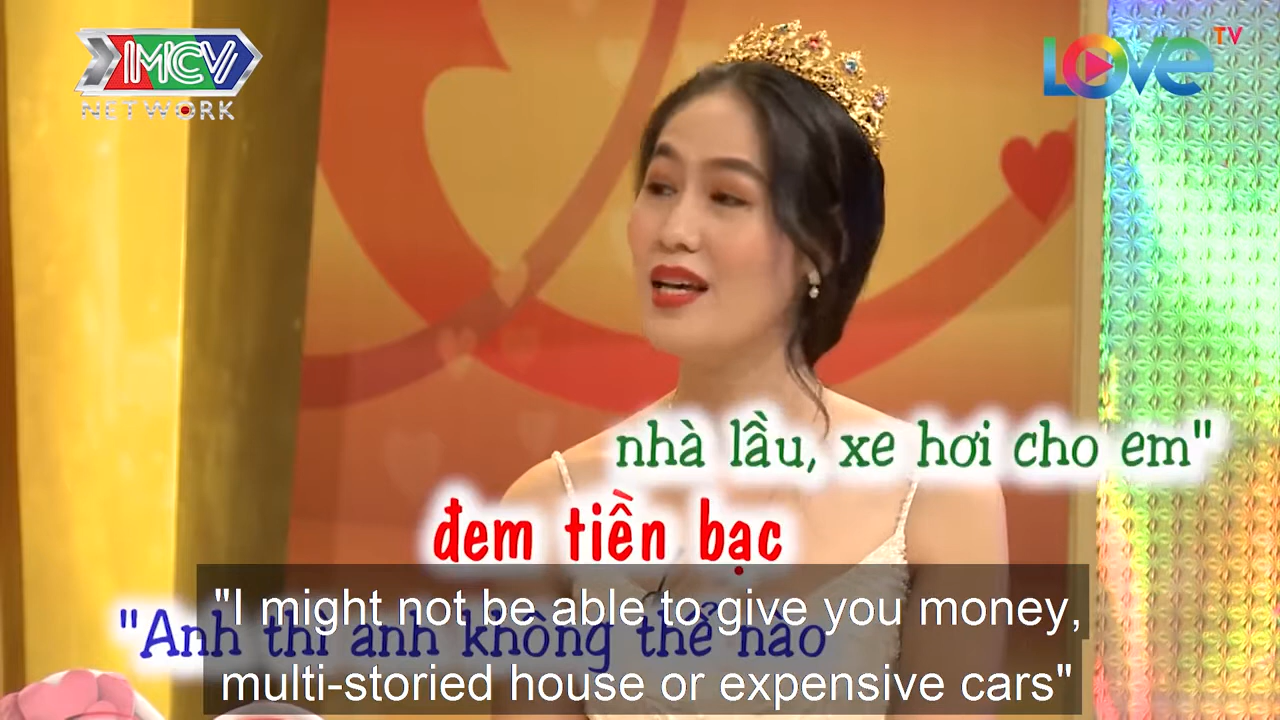 MCV
NETWORK
LOVE TV
nhà lầu, xe hơi cho em"
đem tiền bạc
"Anh thì anh không thể nào
"I might not be able to give you money,
multi-storied house or expensive cars"